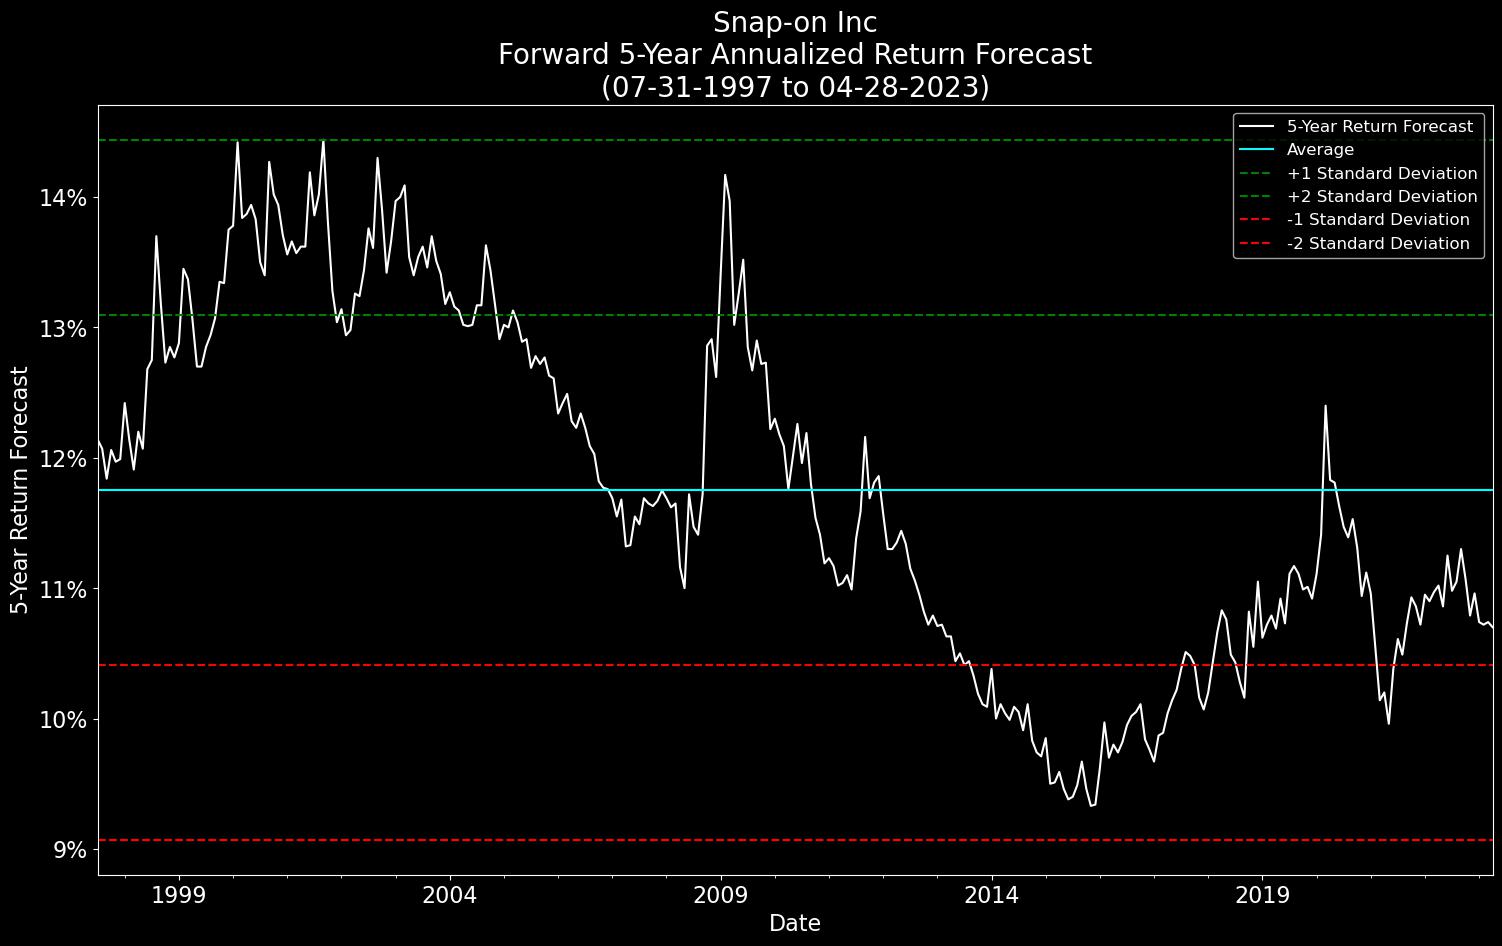 Snap-on Inc
Forward 5-Year Annualized Return Forecast
(07-31-1997 to 04-28-2023)
5-Year Return Forecast
Average
+1 Standard Deviation
+2 Standard Deviation
-1 Standard Deviation
-2 Standard Deviation
14%
13%
12%
11%
10%
9%
5-Year Return Forecast
1999
2004
2009
2014
2019
Date